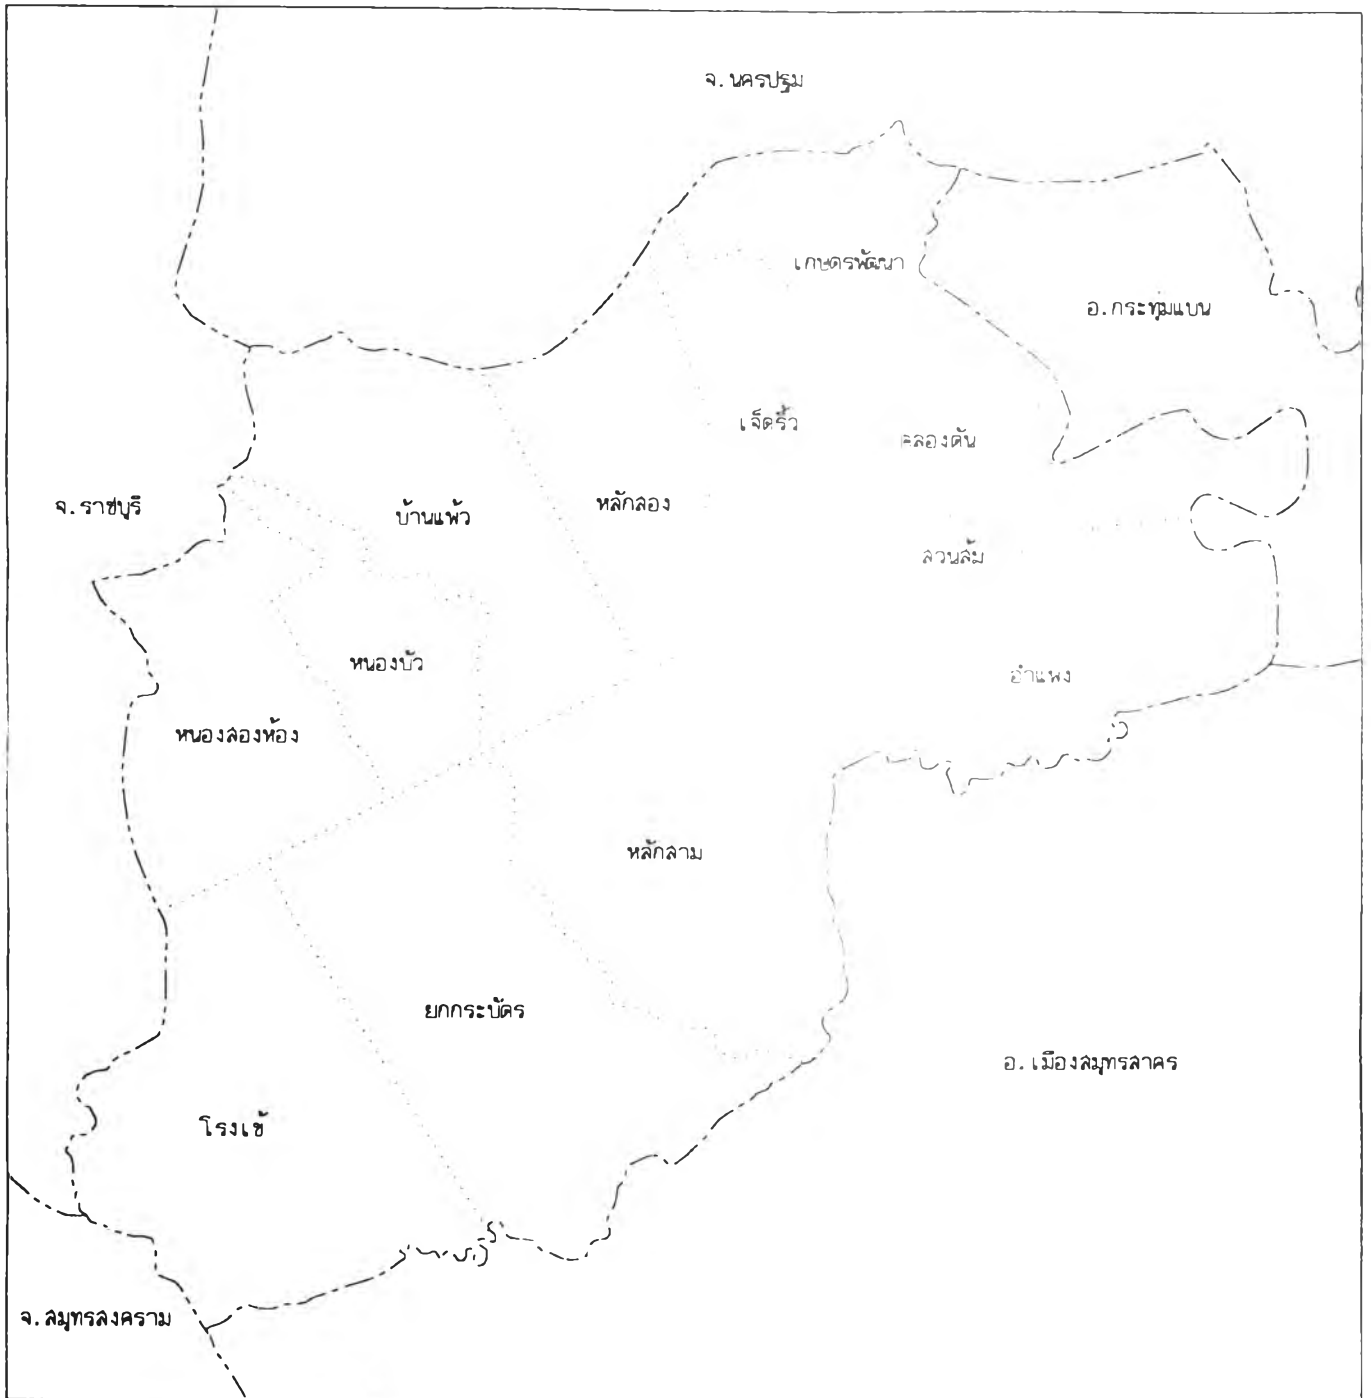 จ.นครปฐม
เกษตรพัฒนา
อ.กระทุ่มแบน
เจ็ดริ้ว
คลองตัน
จ.ราชบุรี
บ้านแพ้ว
หลักสอง
สวนส้ม
หนองบัว
อำแพง
หนองสองห้อง
หลักสาม
ยกกระบัตร
อ.เมืองสมุทรสาคร
โรงเข้
จ.สมุทรสงคราม